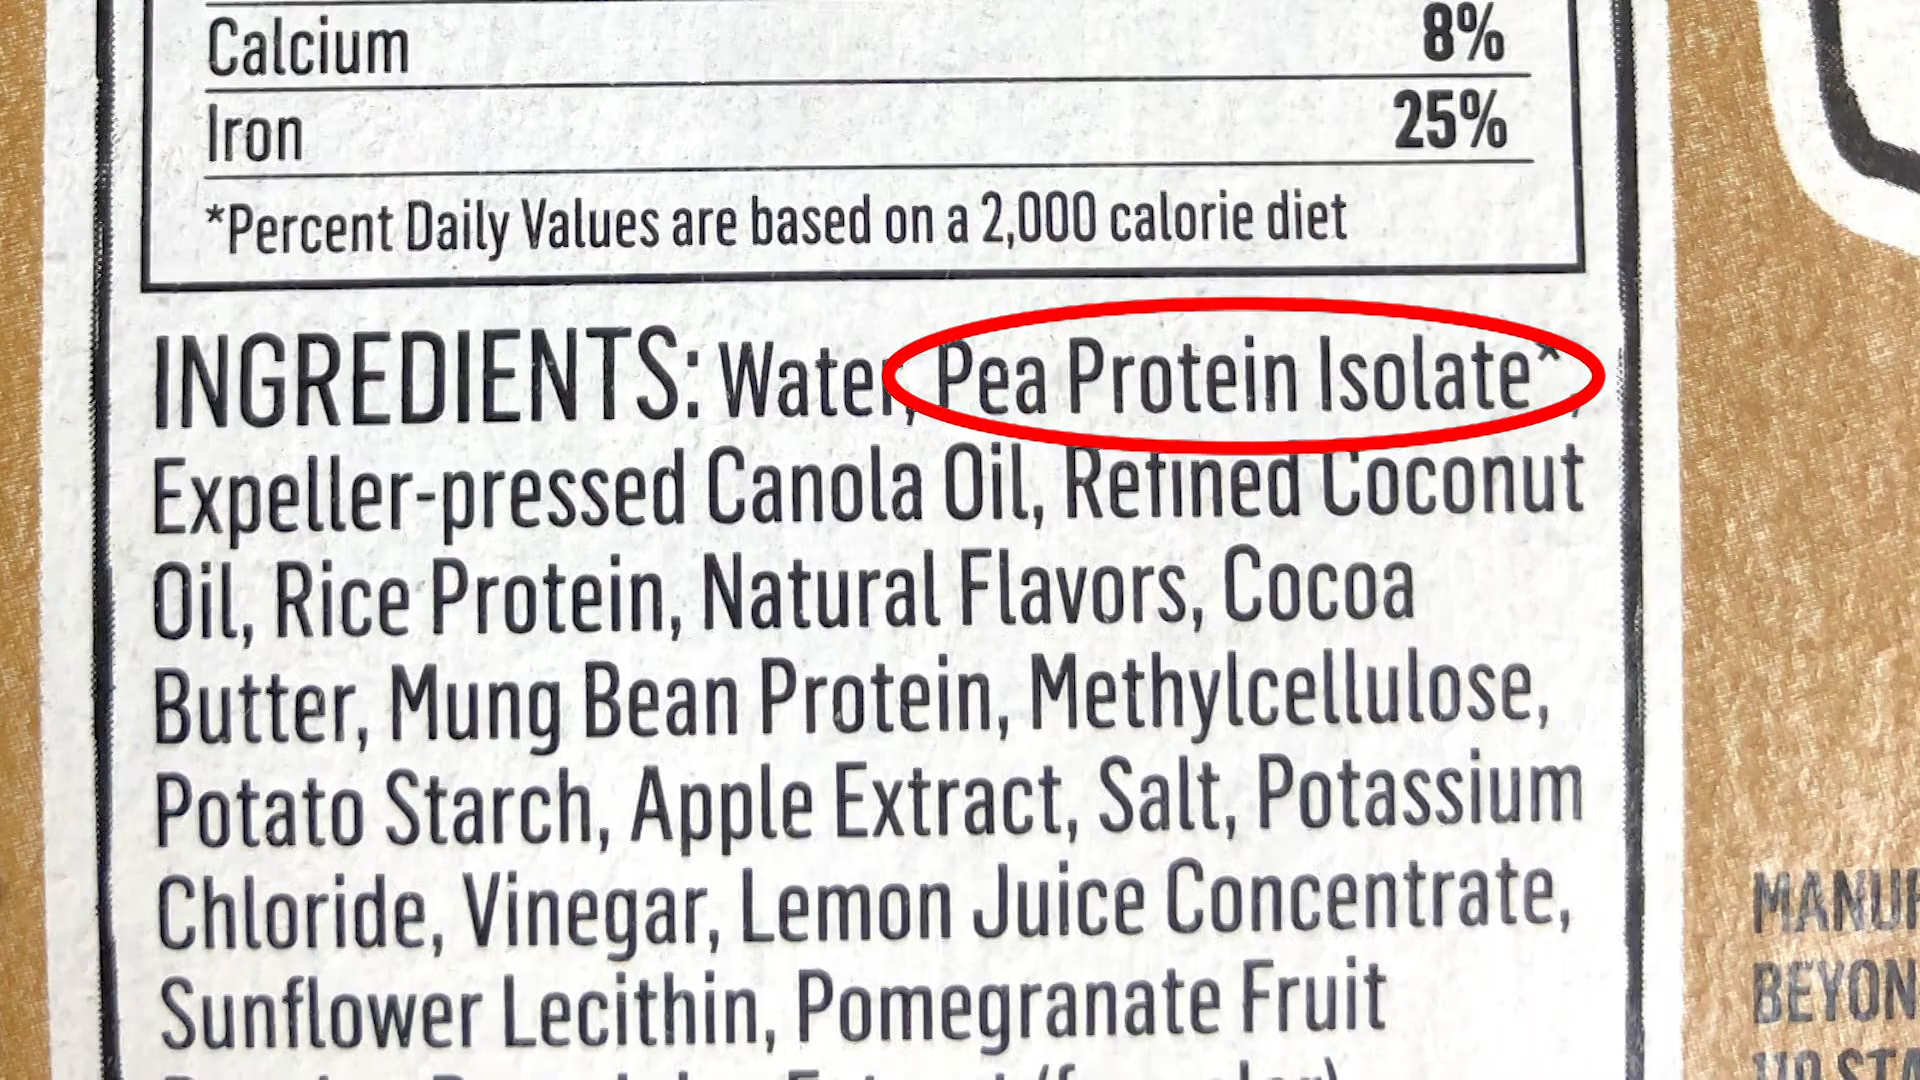 Calcium 8%
Iron 25%
*Percent Daily Values are based on a 2,000 calorie diet
INGREDIENTS: Water, Pea Protein Isolate*,
Expeller-pressed Canola Oil, Refined Coconut
Oil, Rice Protein, Natural Flavors, Cocoa
Butter, Mung Bean Protein, Methylcellulose,
Potato Starch, Apple Extract, Salt, Potassium
Chloride, Vinegar, Lemon Juice Concentrate,
Sunflower Lecithin, Pomegranate Fruit
MANUF
BEYON